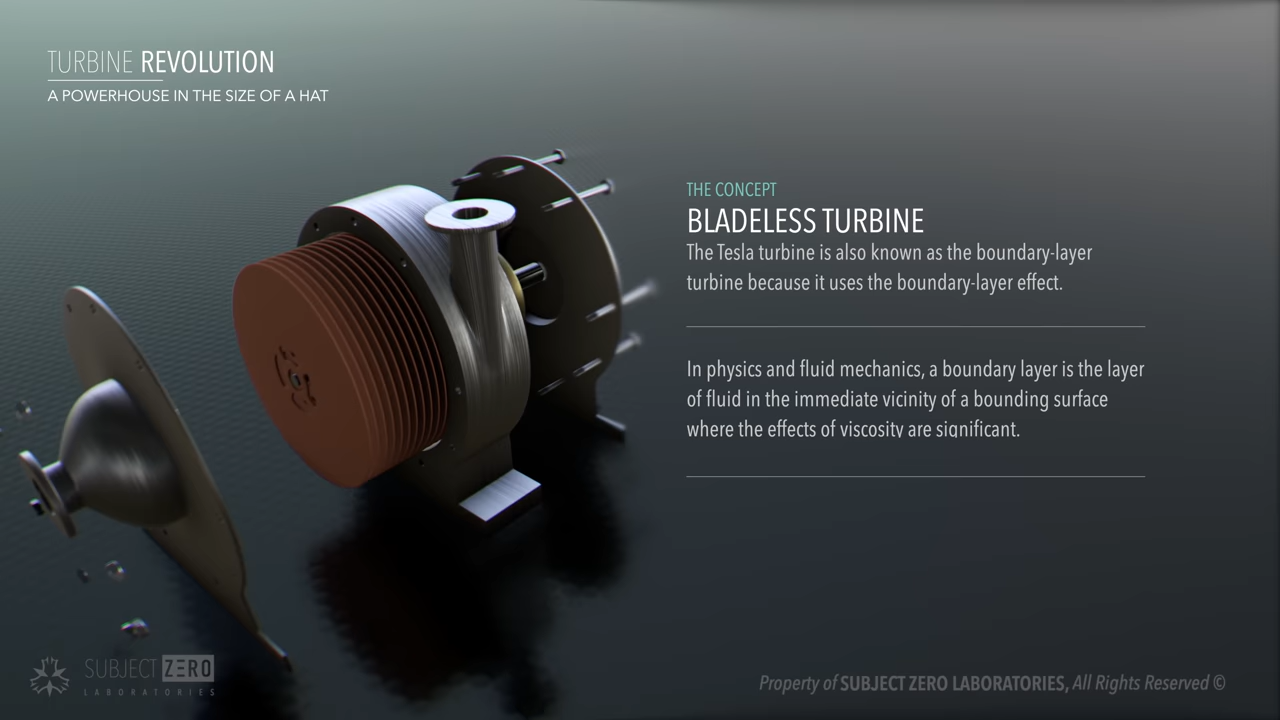 TURBINE REVOLUTION
A POWERHOUSE IN THE SIZE OF A HAT
THE CONCEPT
BLADELESS TURBINE
The Tesla turbine is also known as the boundary-layer
turbine because it uses the boundary-layer effect.
In physics and fluid mechanics, a boundary layer is the layer
of fluid in the immediate vicinity of a bounding surface
where the effects of viscosity are significant.
SUBJECT ZERO
LABORATORIES
Property of SUBJECT ZERO LABORATORIES, All Rights Reserved ©